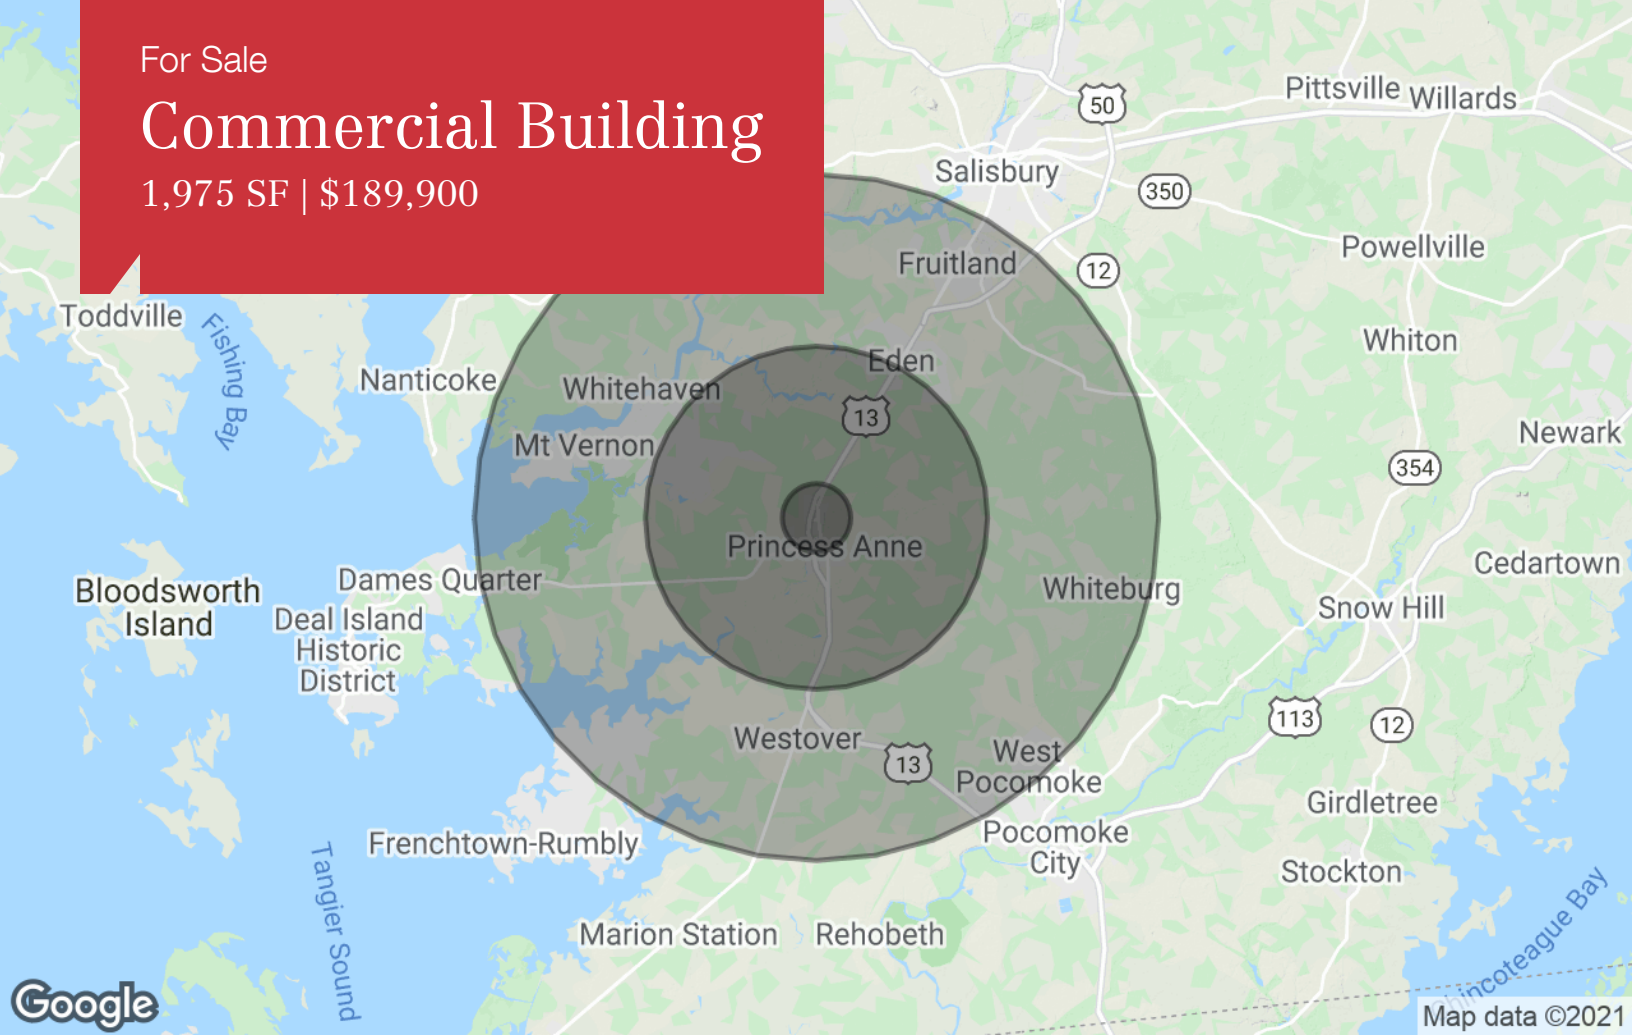 For Sale
Commercial Building
1,975 SF | $189,900
50
Pittsville
Willards
Salisbury
350
Powellville
Fruitland
12
Toddville
Fishing Bay
Whiton
Eden
Nanticoke
Whitehaven
13
Mt Vernon
Newark
354
Princess Anne
Cedartown
Dames Quarter
Whiteburg
Bloodsworth
Island
Deal Island
Historic
District
Snow Hill
113
12
Westover
13
West
Pocomoke
Girdletree
Frenchtown-Rumbly
Pocomoke
City
Stockton
Tangier Sound
Marion Station
Rehobeth
Chincoteague Bay
Google
Map data ©2021